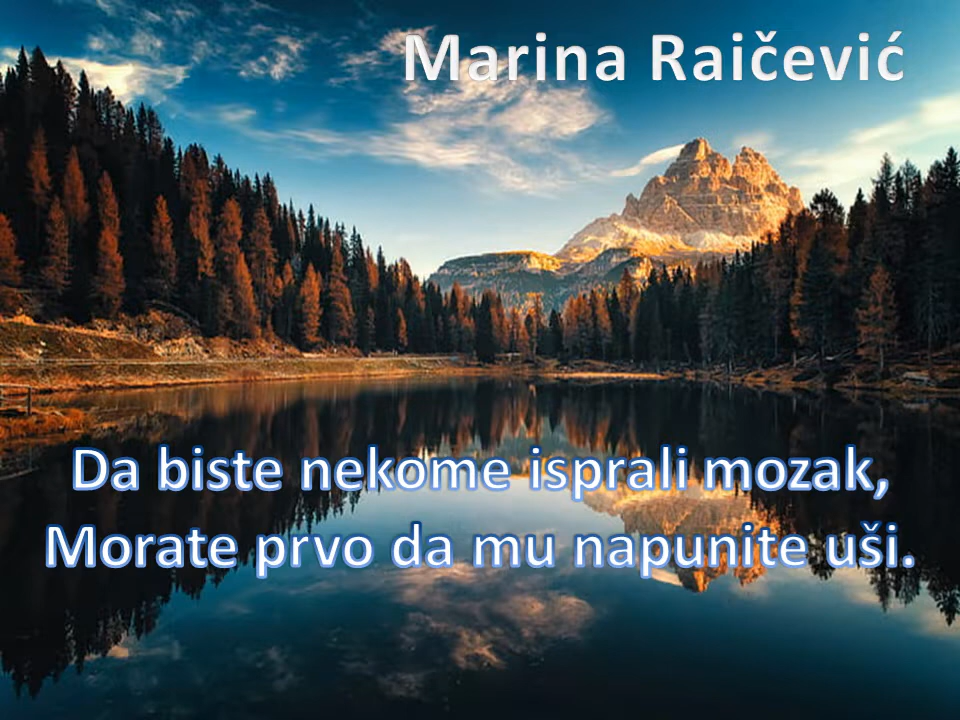 Marina Raičević
Da biste nekome isprali mozak,
Morate prvo da mu napunite uši.